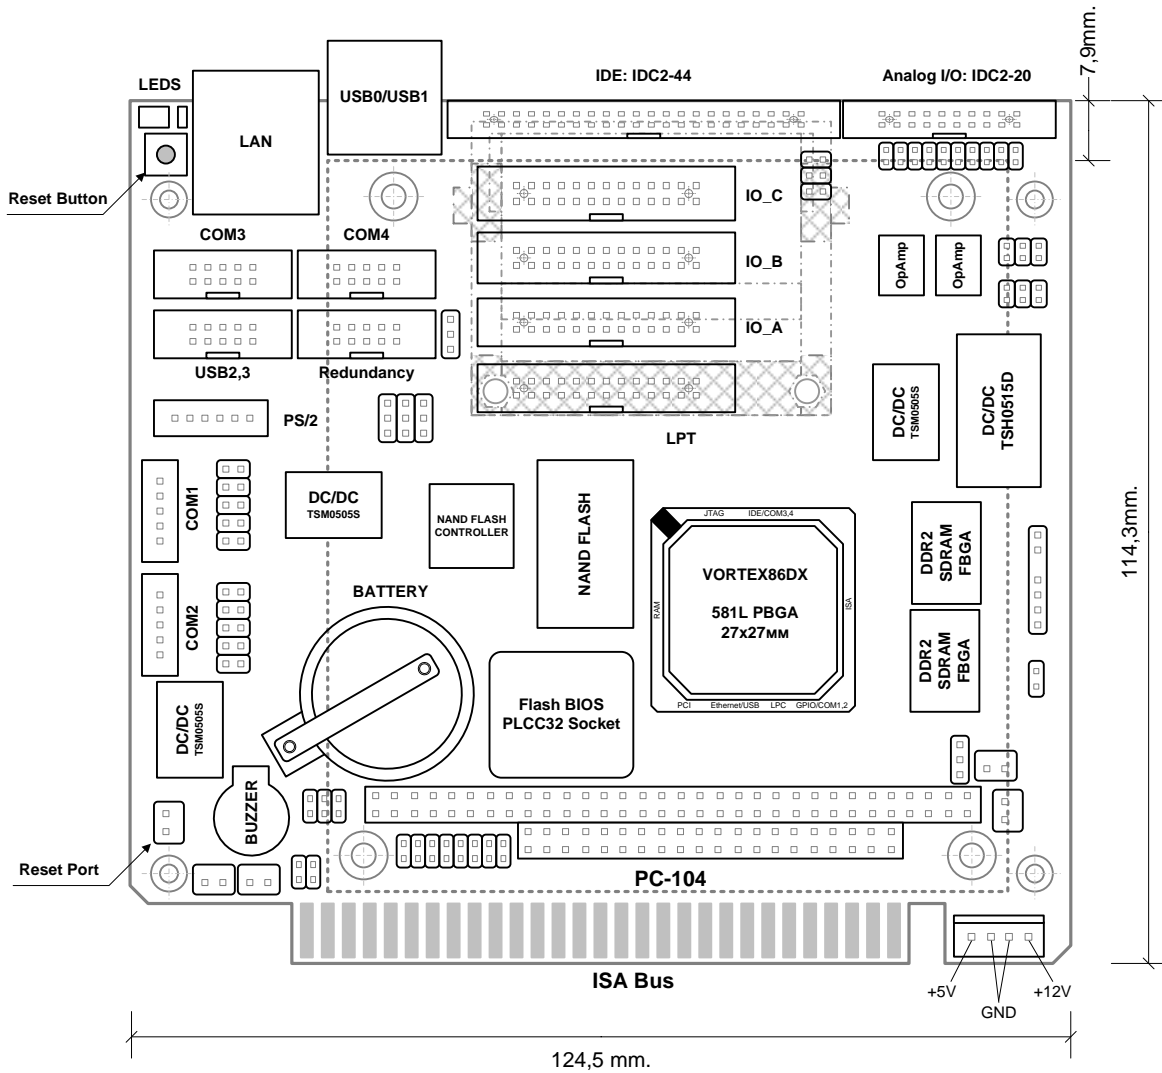 IDE: IDC2-44
Analog I/O: IDC2-20
7,9mm.
LEDS
USB0/USB1
LAN
Reset Button
IO_C
COM3
COM4
OpAmp
OpAmp
IO_B
IO_A
USB2,3
Redundancy
DC/DC
TSM0505S
DC/DC
TSH0515D
PS/2
LPT
COM1
DC/DC
TSM0505S
NAND FLASH
CONTROLLER
NAND FLASH
JTAG
IDE/COM3,4
RAM
VORTEX86DX
581L PBGA
27x27мм
ISA
PCI
Ethernet/USB
LPC
GPIO/COM1,2
DDR2
SDRAM
FBGA
DDR2
SDRAM
FBGA
114,3mm.
BATTERY
COM2
Flash BIOS
PLCC32 Socket
DC/DC
TSM0505S
BUZZER
Reset Port
PC-104
ISA Bus
+5V
GND
+12V
124,5 mm.